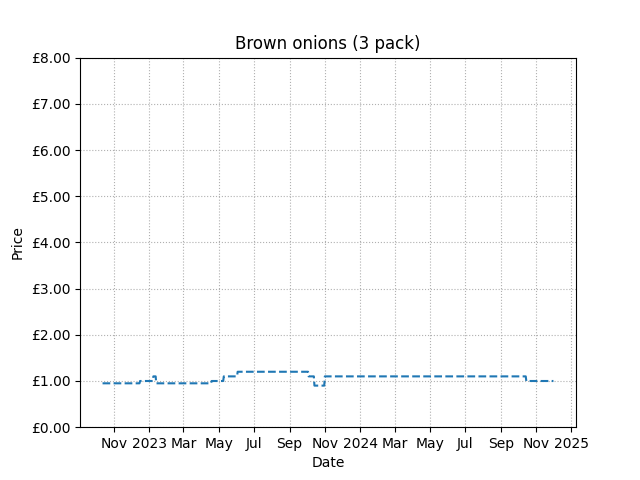 Brown onions (3 pack)
£8.00
£7.00
£6.00
£5.00
£4.00
£3.00
£2.00
£1.00
£0.00
Price
Nov 2023 Mar May Jul Sep Nov 2024 Mar May Jul Sep Nov 2025
Date